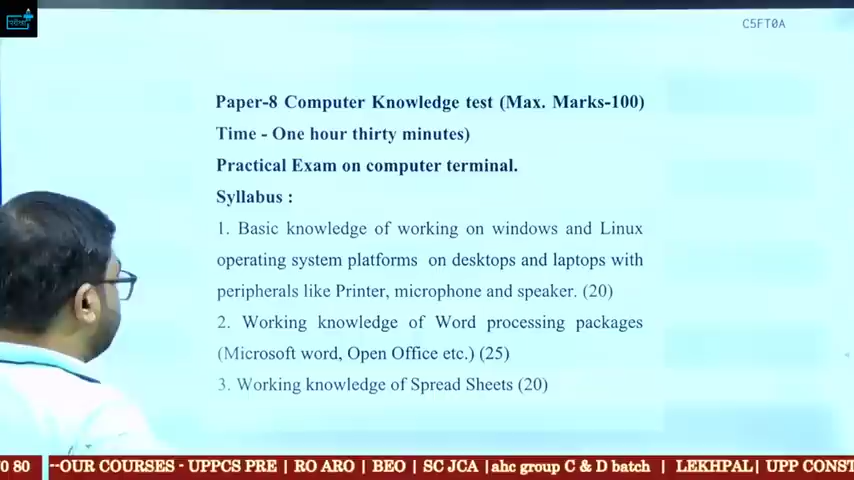 परीक्षा
C5FT0A
Paper-8 Computer Knowledge test (Max. Marks-100)
Time - One hour thirty minutes)
Practical Exam on computer terminal.
Syllabus :
1. Basic knowledge of working on windows and Linux
operating system platforms on desktops and laptops with
peripherals like Printer, microphone and speaker. (20)
2. Working knowledge of Word processing packages
(Microsoft word, Open Office etc.) (25)
3. Working knowledge of Spread Sheets (20)
0 80 --OUR COURSES - UPPCS PRE | RO ARO | BEO | SC JCA |ahc group C & D batch | LEKHPAL| UPP CONST